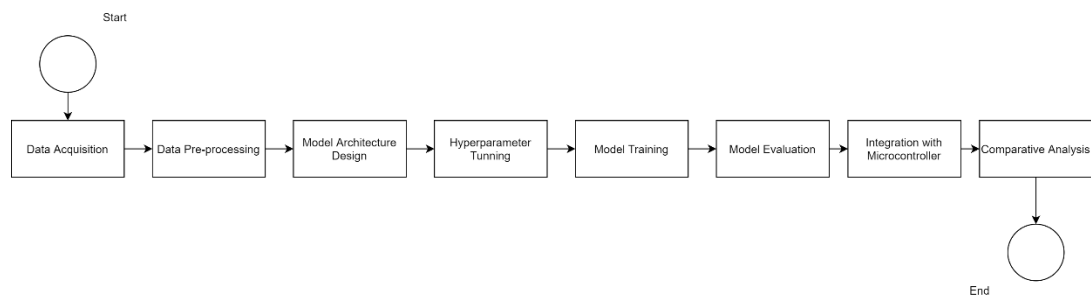 Start
Data Acquisition
Data Pre-processing
Model Architecture
Design
Hyperparameter
Tunning
Model Training
Model Evaluation
Integration with
Microcontroller
Comparative Analysis
End